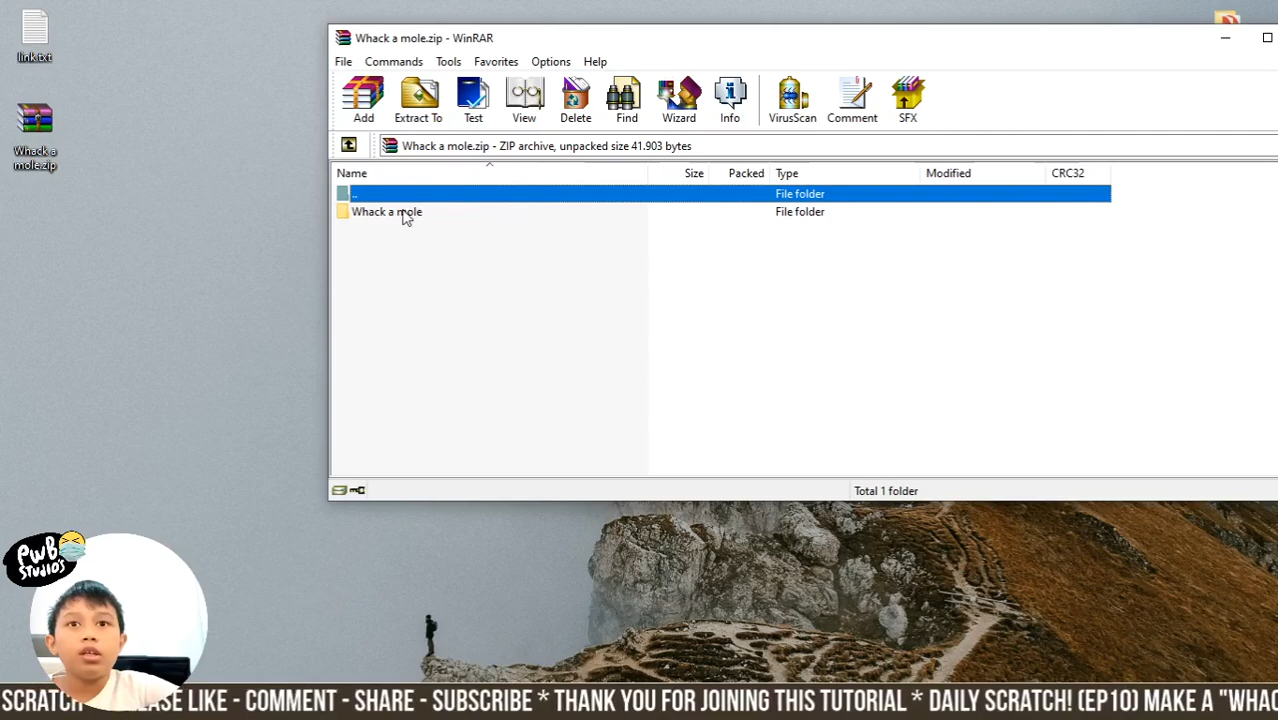 link.txt
Whack a
mole.zip
Whack a mole.zip - WinRAR
File Commands Tools Favorites Options Help
Add Extract To Test View Delete Find Wizard Info VirusScan Comment SFX
Whack a mole.zip - ZIP archive, unpacked size 41.903 bytes
Name Size Packed Type Modified CRC32
.. File folder
Whack a mole File folder
Total 1 folder
PWB
STUDIO'S
SCRATCH - PLEASE LIKE - COMMENT - SHARE - SUBSCRIBE * THANK YOU FOR JOINING THIS TUTORIAL * DAILY SCRATCH! (EP10) MAKE A "WHAC